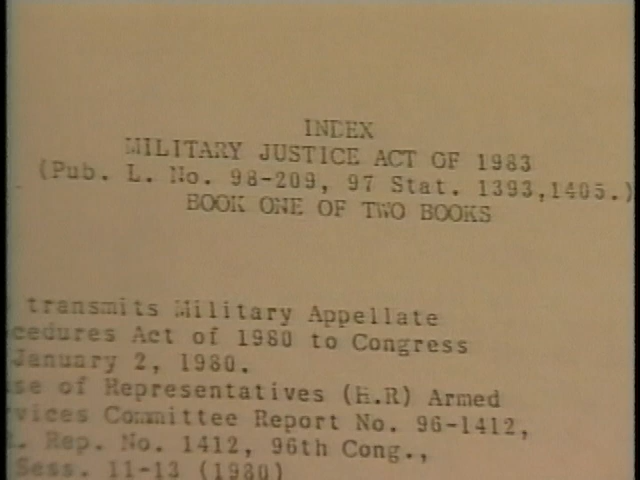 INDEX
MILITARY JUSTICE ACT OF 1983
(Pub. L. No. 98-209, 97 Stat. 1393,1405.)
BOOK ONE OF TWO BOOKS
transmits Military Appellate
cedures Act of 1980 to Congress
January 2, 1980.
se of Representatives (H.R) Armed
vices Committee Report No. 96-1412,
. Rep. No. 1412, 96th Cong.,
Sess. 11-13 (1980)